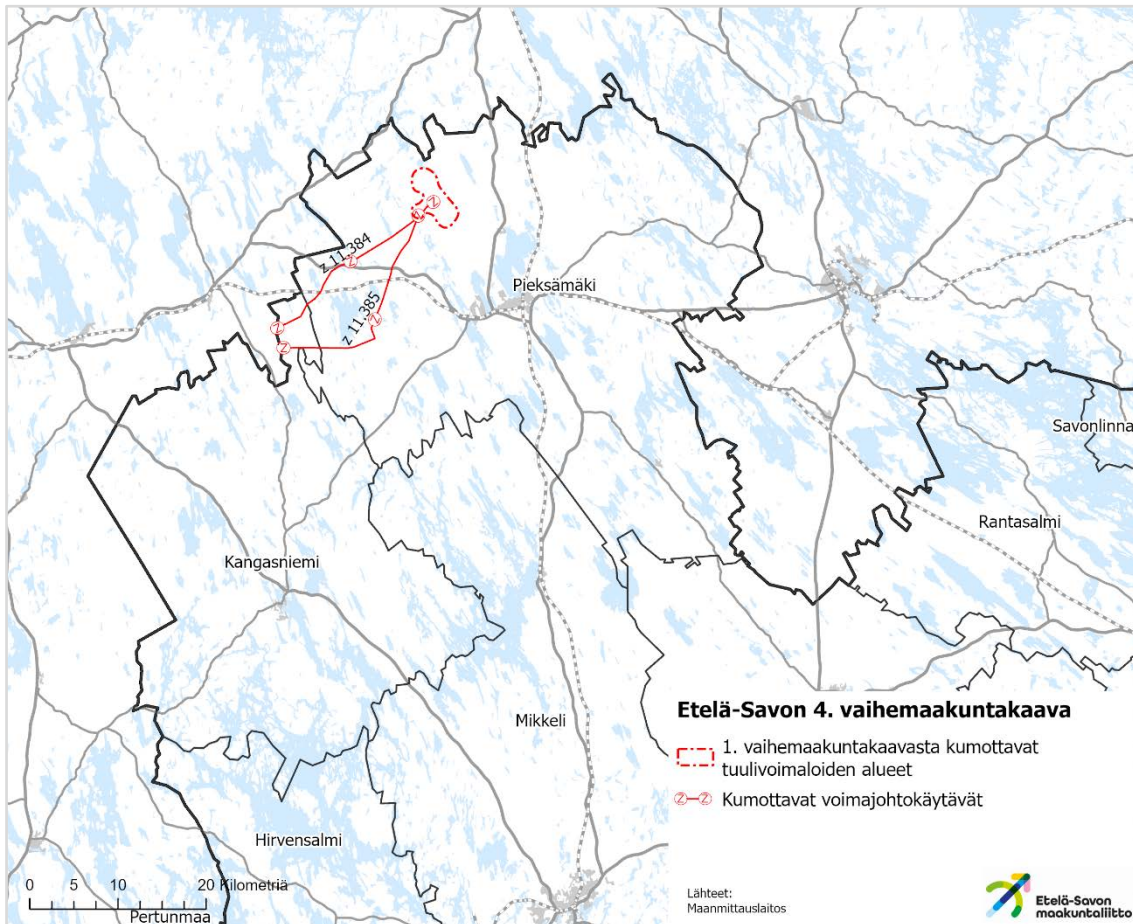 z 11.384
z 11.385
Pieksämäki
Savonlinna
Rantasalmi
Kangasniemi
Mikkeli
Hirvensalmi
Pertunmaa
0 5 10 20 Kilometriä
Etelä-Savon 4. vaihemaakuntakaava
1. vaihemaakuntakaavasta kumottavat
tuulivoimaloiden alueet
Z Z Kumottavat voimajohtokäytävät
Lähteet:
Maanmittauslaitos
Etelä-Savon
maakuntaliitto
Z
Z
Z
Z
Z
Z